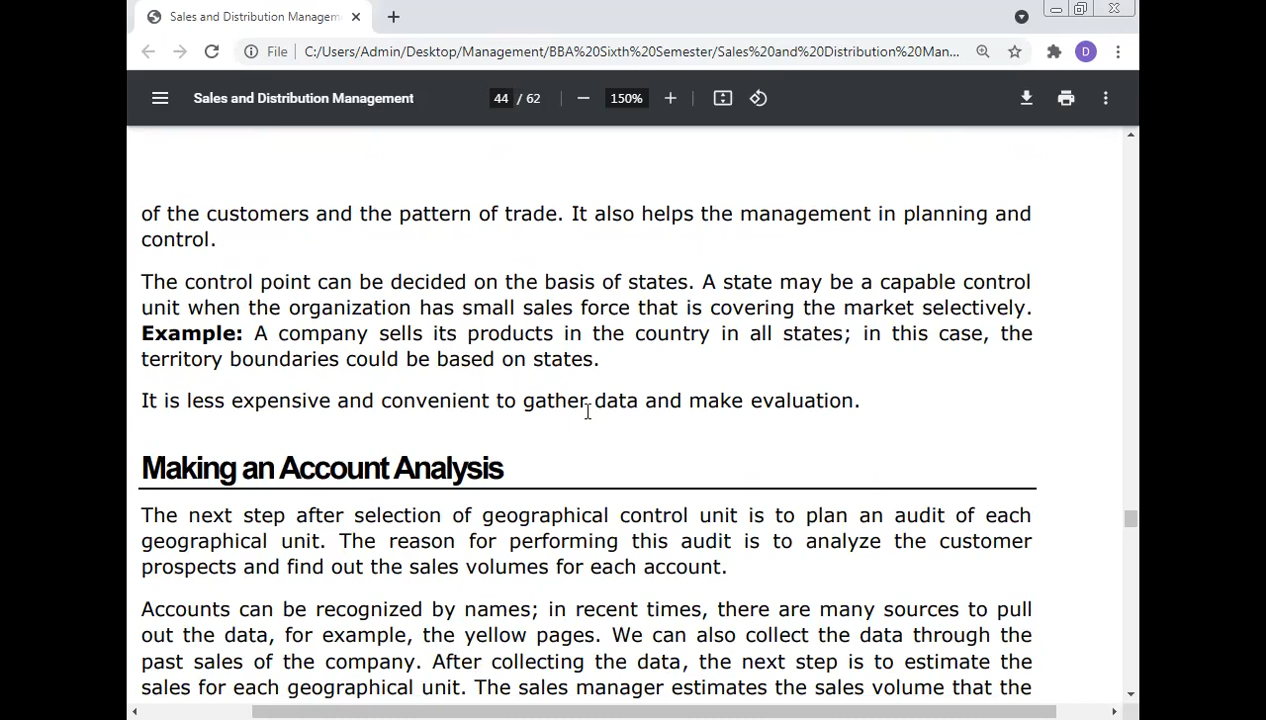 Sales and Distribution Managem
File C:/Users/Admin/Desktop/Management/BBA%20Sixth%20Semester/Sales%20and%20Distribution%20Man...
D
Sales and Distribution Management 44 / 62 150%
of the customers and the pattern of trade. It also helps the management in planning and
control.
The control point can be decided on the basis of states. A state may be a capable control
unit when the organization has small sales force that is covering the market selectively.
Example: A company sells its products in the country in all states; in this case, the
territory boundaries could be based on states.
It is less expensive and convenient to gather data and make evaluation.
Making an Account Analysis
The next step after selection of geographical control unit is to plan an audit of each
geographical unit. The reason for performing this audit is to analyze the customer
prospects and find out the sales volumes for each account.
Accounts can be recognized by names; in recent times, there are many sources to pull
out the data, for example, the yellow pages. We can also collect the data through the
past sales of the company. After collecting the data, the next step is to estimate the
sales for each geographical unit. The sales manager estimates the sales volume that the